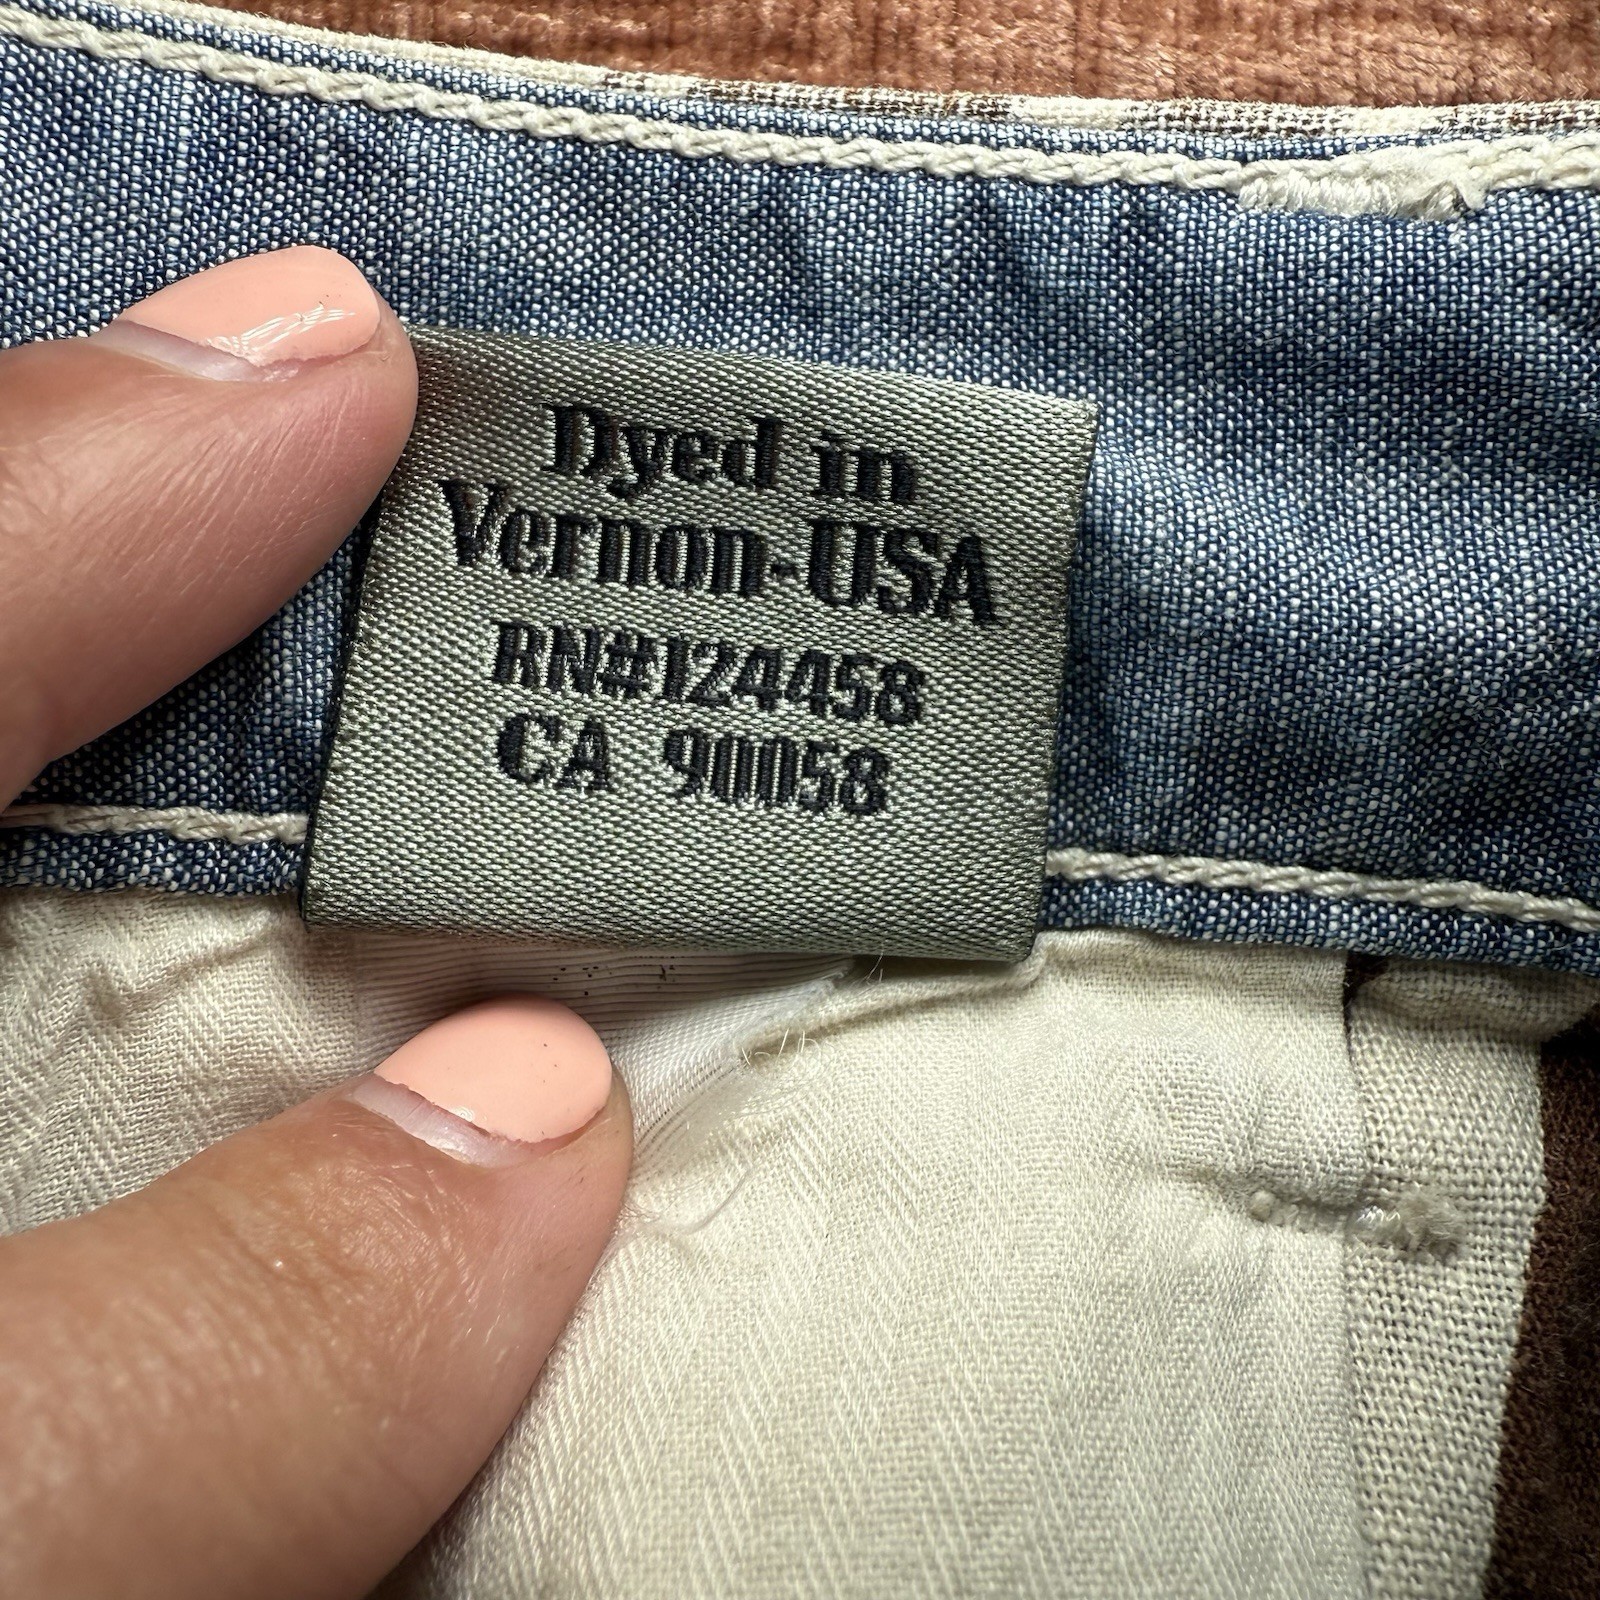 Dyed in
Vernon-USA
RN#124458
CA 90058